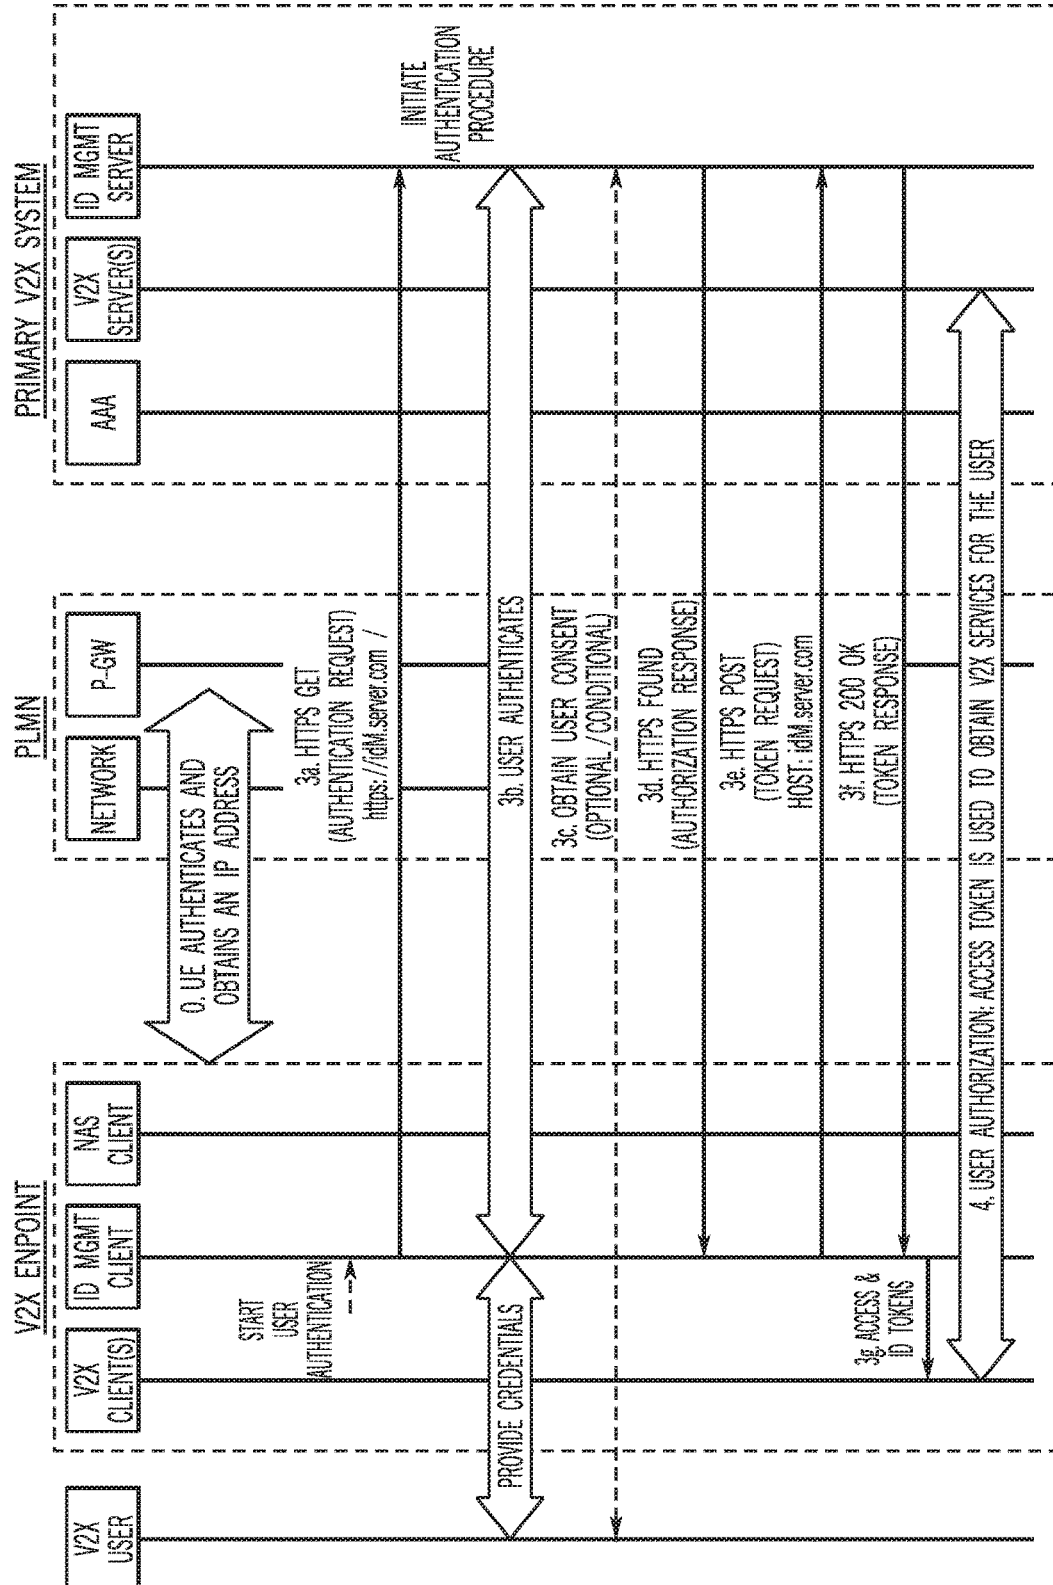 V2X ENPOINT
PLMN
PRIMARY V2X SYSTEM
V2X
USER
V2X
CLIENT(S)
ID MGMT
CLIENT
NAS
CLIENT
NETWORK
P-GW
AAA
V2X
SERVER(S)
ID MGMT
SERVER
0. UE AUTHENTICATES AND
OBTAINS AN IP ADDRESS
START
USER
AUTHENTICATION
3a. HTTPS GET
(AUTHENTICATION REQUEST)
https://idM.server.com /
INITIATE
AUTHENTICATION
PROCEDURE
PROVIDE CREDENTIALS
3b. USER AUTHENTICATES
3c. OBTAIN USER CONSENT
(OPTIONAL/CONDITIONAL)
3d. HTTPS FOUND
(AUTHORIZATION RESPONSE)
3e. HTTPS POST
(TOKEN REQUEST)
HOST: idM.server.com
3f. HTTPS 200 OK
(TOKEN RESPONSE)
3g. ACCESS &
ID TOKENS
4. USER AUTHORIZATION: ACCESS TOKEN IS USED TO OBTAIN V2X SERVICES FOR THE USER